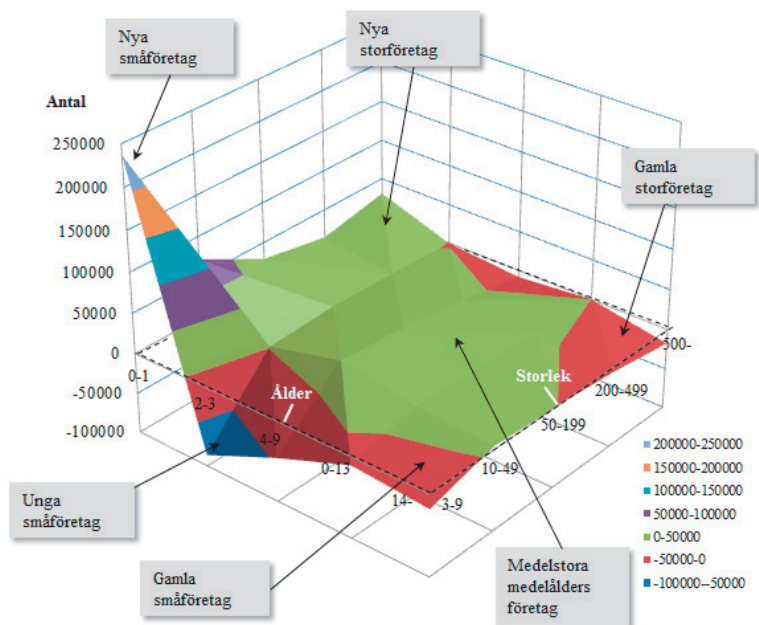 Nya
småföretag
Nya
storföretag
Antal
250000
200000
150000
100000
50000
0
-50000
-100000
Gamla
storföretag
0-1
2-3
4-9
0-13
14-
Ålder
Storlek
3-9
10-49
50-199
200-499
500-
Unga
småföretag
Gamla
småföretag
Medelstora
medelålders
företag
200000-250000
150000-200000
100000-150000
50000-100000
0-50000
-50000-0
-100000--50000